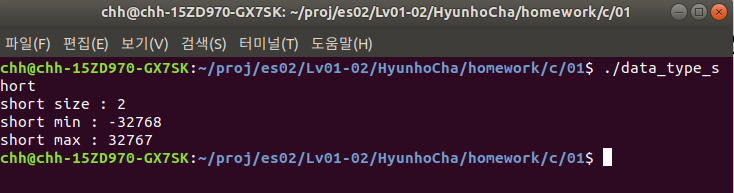 chh@chh-15ZD970-GX7SK: ~/proj/es02/Lv01-02/HyunhoCha/homework/c/01
파일(F) 편집(E) 보기(V) 검색(S) 터미널(T) 도움말(H)
chh@chh-15ZD970-GX7SK:~/proj/es02/Lv01-02/HyunhoCha/homework/c/01$ ./data_type_s
hort
short size : 2
short min : -32768
short max : 32767
chh@chh-15ZD970-GX7SK:~/proj/es02/Lv01-02/HyunhoCha/homework/c/01$